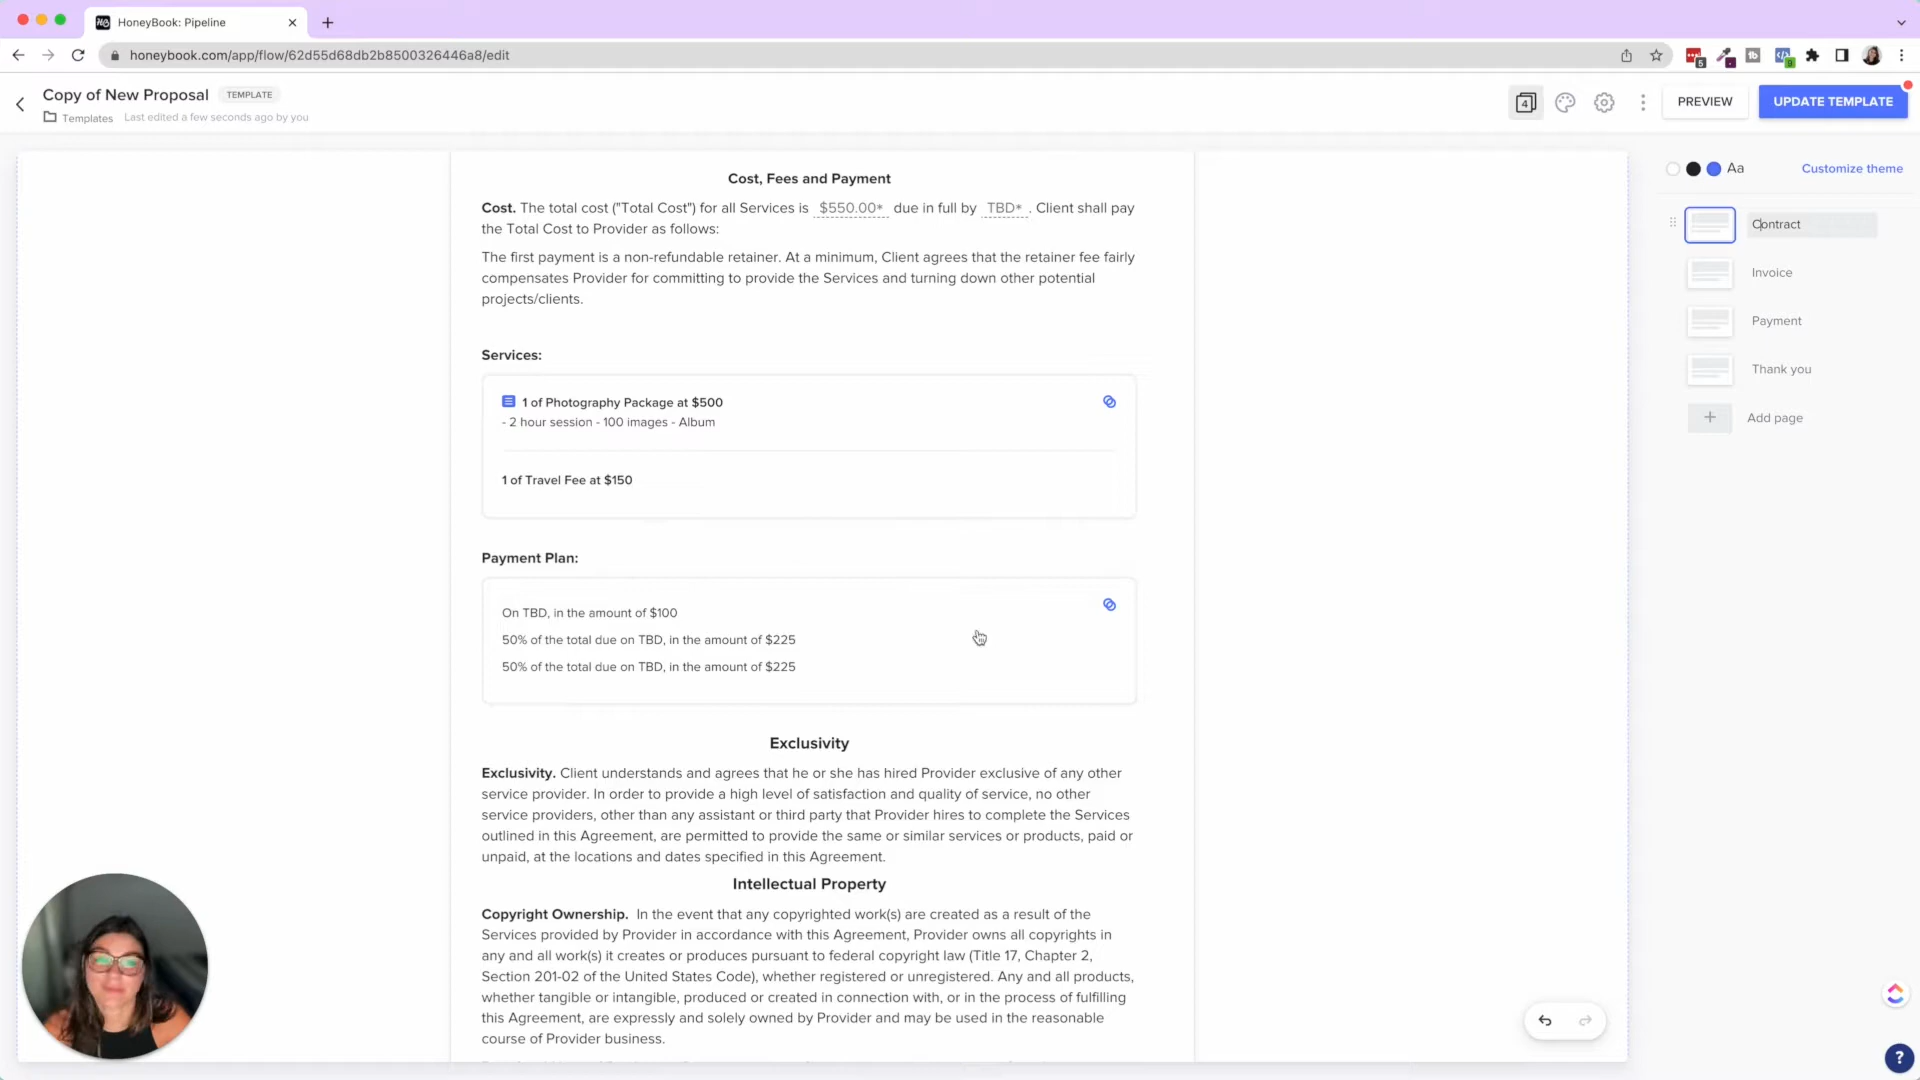 HoneyBook: Pipeline
honeybook.com/app/flow/62d55d68db2b8500326446a8/edit
5
9
Copy of New Proposal TEMPLATE
Templates Last edited a few seconds ago by you
4
PREVIEW
UPDATE TEMPLATE
Aa
Customize theme
Contract
Invoice
Payment
Thank you
+ Add page
Cost, Fees and Payment
Cost. The total cost ("Total Cost") for all Services is $550.00* due in full by TBD* . Client shall pay
the Total Cost to Provider as follows:
The first payment is a non-refundable retainer. At a minimum, Client agrees that the retainer fee fairly
compensates Provider for committing to provide the Services and turning down other potential
projects/clients.
Services:
1 of Photography Package at $500
- 2 hour session - 100 images - Album
1 of Travel Fee at $150
Payment Plan:
On TBD, in the amount of $100
50% of the total due on TBD, in the amount of $225
50% of the total due on TBD, in the amount of $225
Exclusivity
Exclusivity. Client understands and agrees that he or she has hired Provider exclusive of any other
service provider. In order to provide a high level of satisfaction and quality of service, no other
service providers, other than any assistant or third party that Provider hires to complete the Services
outlined in this Agreement, are permitted to provide the same or similar services or products, paid or
unpaid, at the locations and dates specified in this Agreement.
Intellectual Property
Copyright Ownership. In the event that any copyrighted work(s) are created as a result of the
Services provided by Provider in accordance with this Agreement, Provider owns all copyrights in
any and all work(s) it creates or produces pursuant to federal copyright law (Title 17, Chapter 2,
Section 201-02 of the United States Code), whether registered or unregistered. Any and all products,
whether tangible or intangible, produced or created in connection with, or in the process of fulfilling
this Agreement, are expressly and solely owned by Provider and may be used in the reasonable
course of Provider business.
?